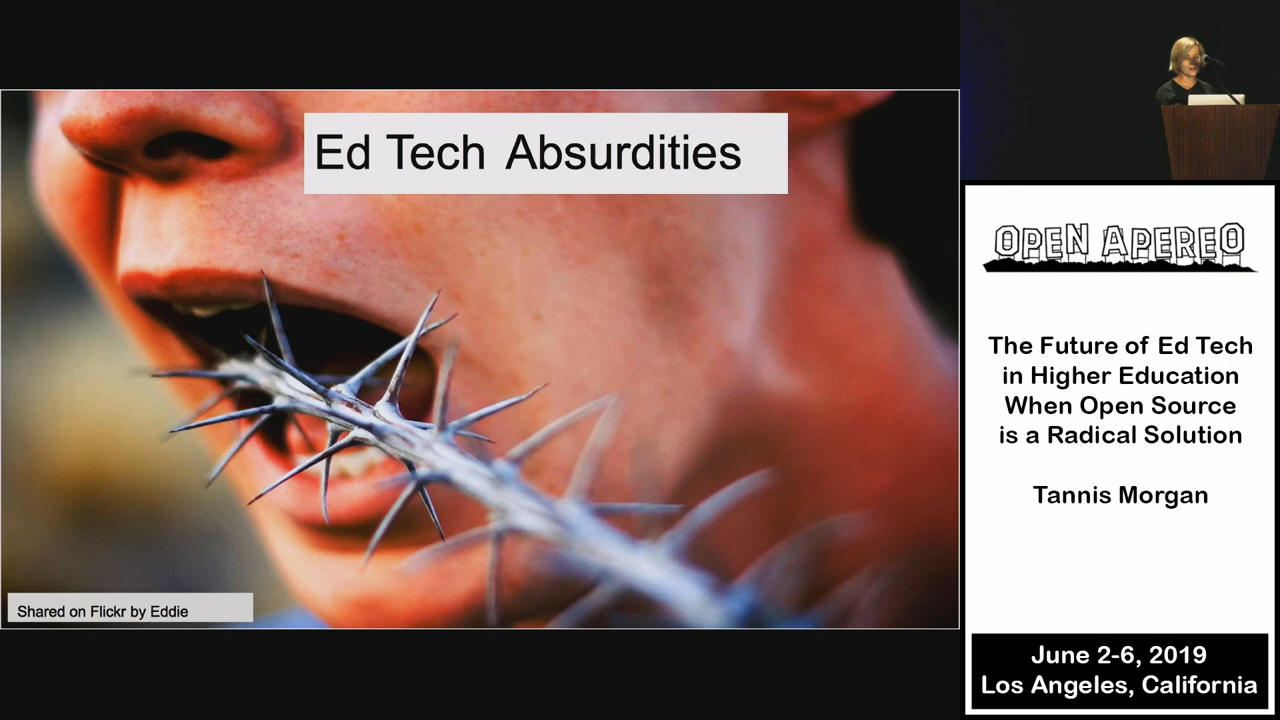 Ed Tech Absurdities
Shared on Flickr by Eddie
OPEN APEREO
The Future of Ed Tech
in Higher Education
When Open Source
is a Radical Solution
Tannis Morgan
June 2-6, 2019
Los Angeles, California